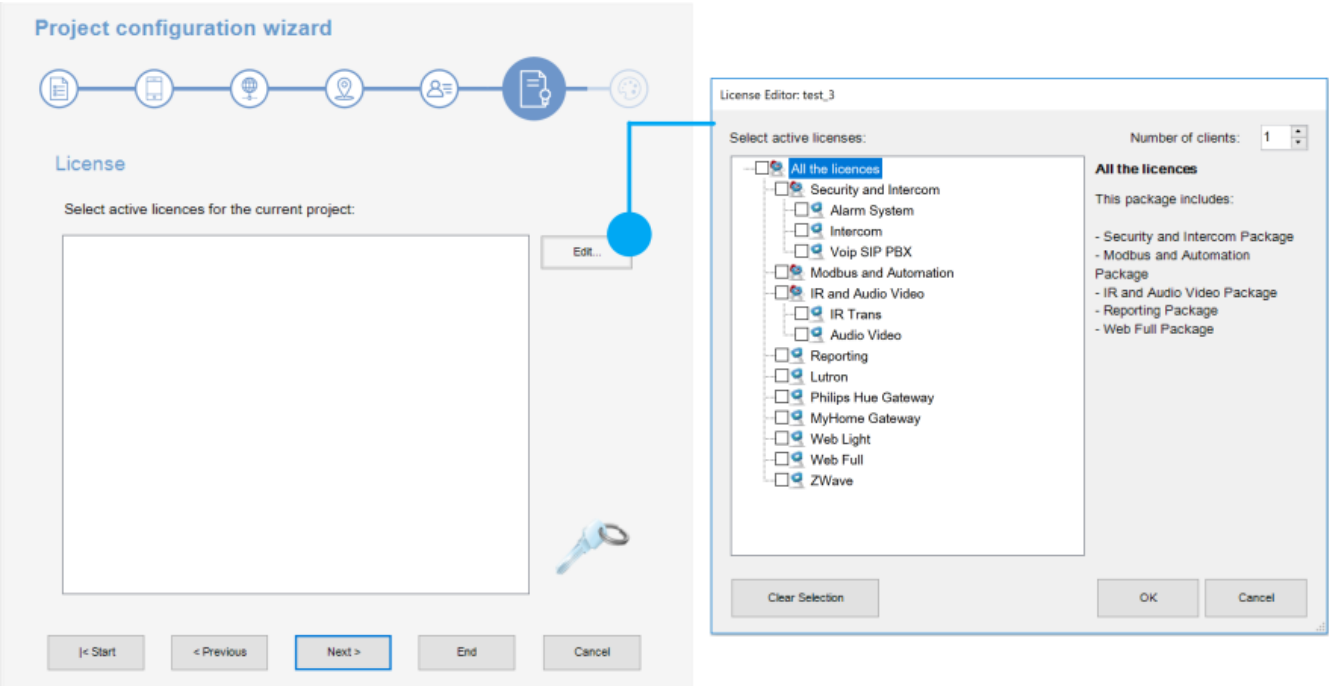 Project configuration wizard
License
Select active licences for the current project:
Edit...
|< Start
< Previous
Next >
End
Cancel
License Editor: test_3
Select active licenses:
Number of clients:
1
All the licences
Security and Intercom
Alarm System
Intercom
Voip SIP PBX
Modbus and Automation
IR and Audio Video
IR Trans
Audio Video
Reporting
Lutron
Philips Hue Gateway
MyHome Gateway
Web Light
Web Full
ZWave
All the licences
This package includes:
- Security and Intercom Package
- Modbus and Automation
Package
- IR and Audio Video Package
- Reporting Package
- Web Full Package
Clear Selection
OK
Cancel